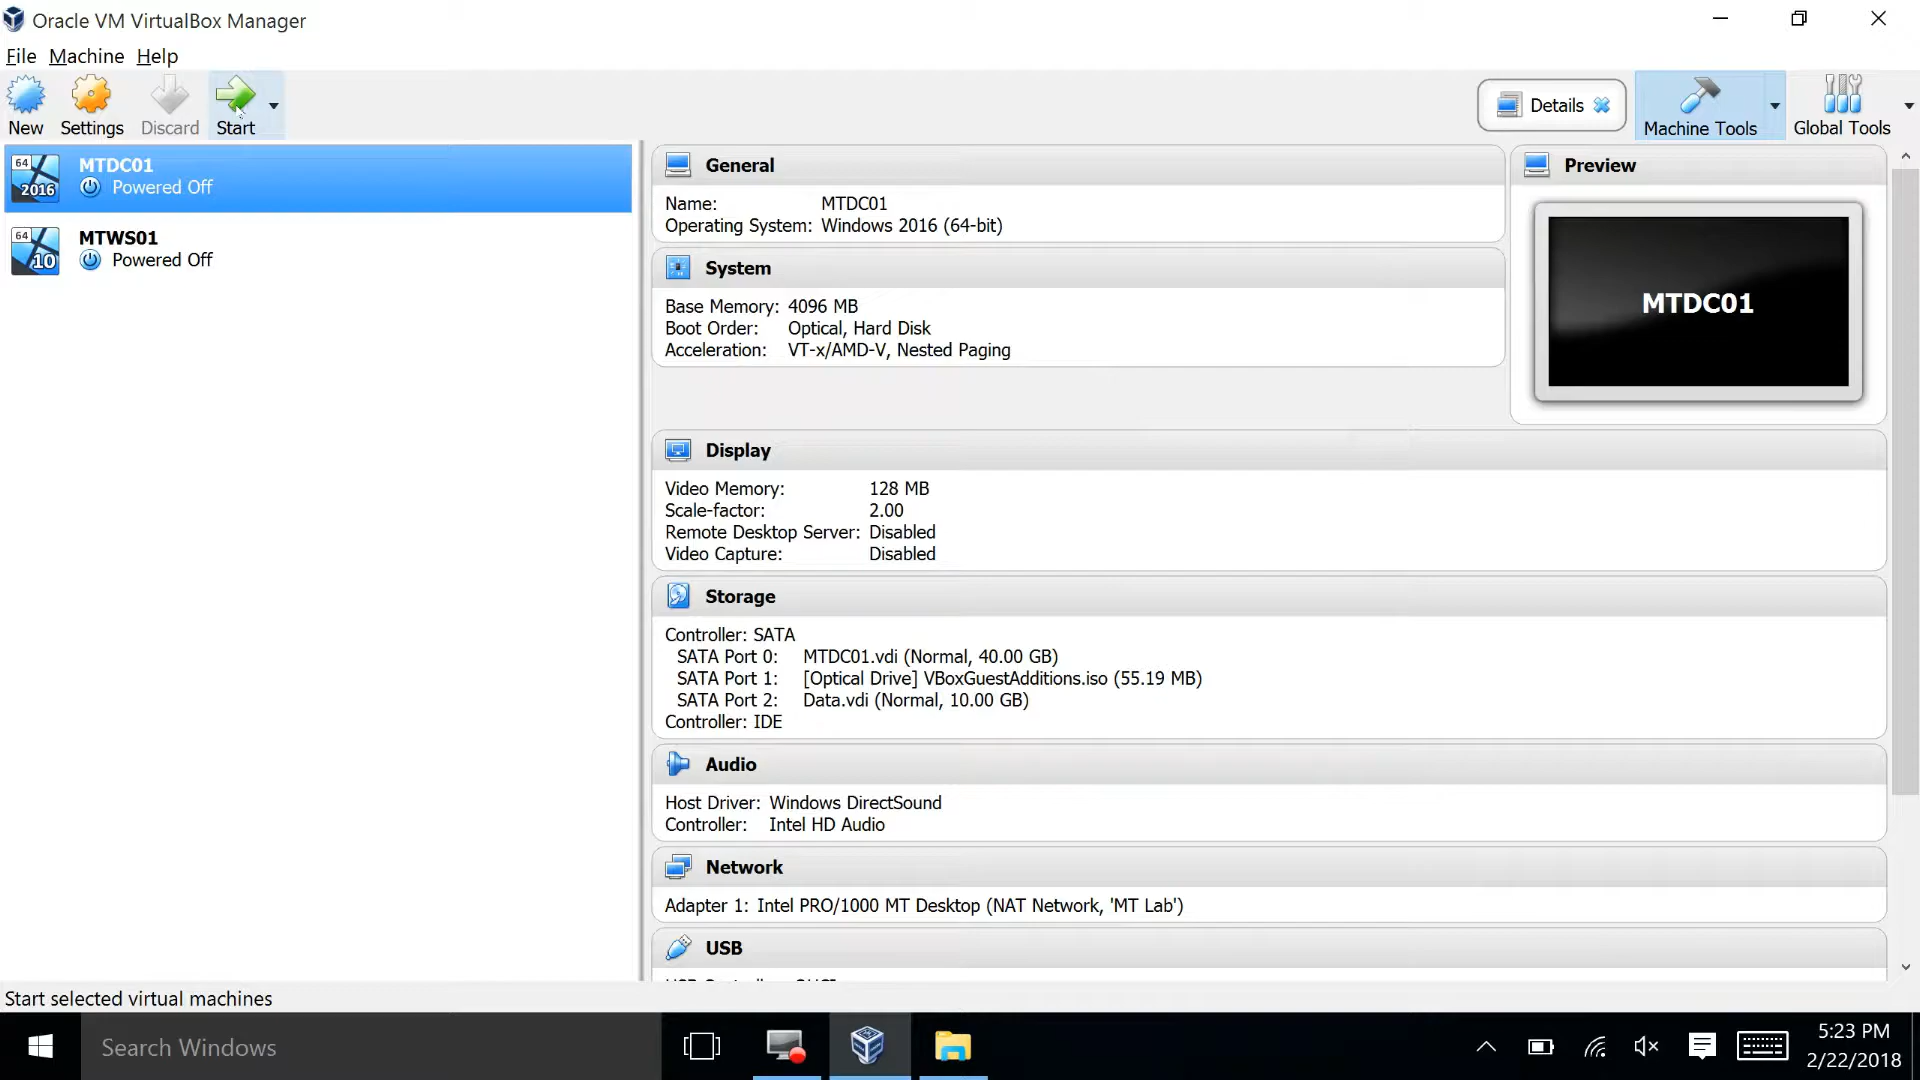 Oracle VM VirtualBox Manager
File Machine Help
New Settings Discard Start
Details Machine Tools Global Tools
64 2016 MTDC01
Powered Off
64 10 MTWS01
Powered Off
General
Name: MTDC01
Operating System: Windows 2016 (64-bit)
System
Base Memory: 4096 MB
Boot Order: Optical, Hard Disk
Acceleration: VT-x/AMD-V, Nested Paging
Preview
MTDC01
Display
Video Memory: 128 MB
Scale-factor: 2.00
Remote Desktop Server: Disabled
Video Capture: Disabled
Storage
Controller: SATA
SATA Port 0: MTDC01.vdi (Normal, 40.00 GB)
SATA Port 1: [Optical Drive] VBoxGuestAdditions.iso (55.19 MB)
SATA Port 2: Data.vdi (Normal, 10.00 GB)
Controller: IDE
Audio
Host Driver: Windows DirectSound
Controller: Intel HD Audio
Network
Adapter 1: Intel PRO/1000 MT Desktop (NAT Network, 'MT Lab')
USB
Start selected virtual machines
Search Windows
5:23 PM
2/22/2018